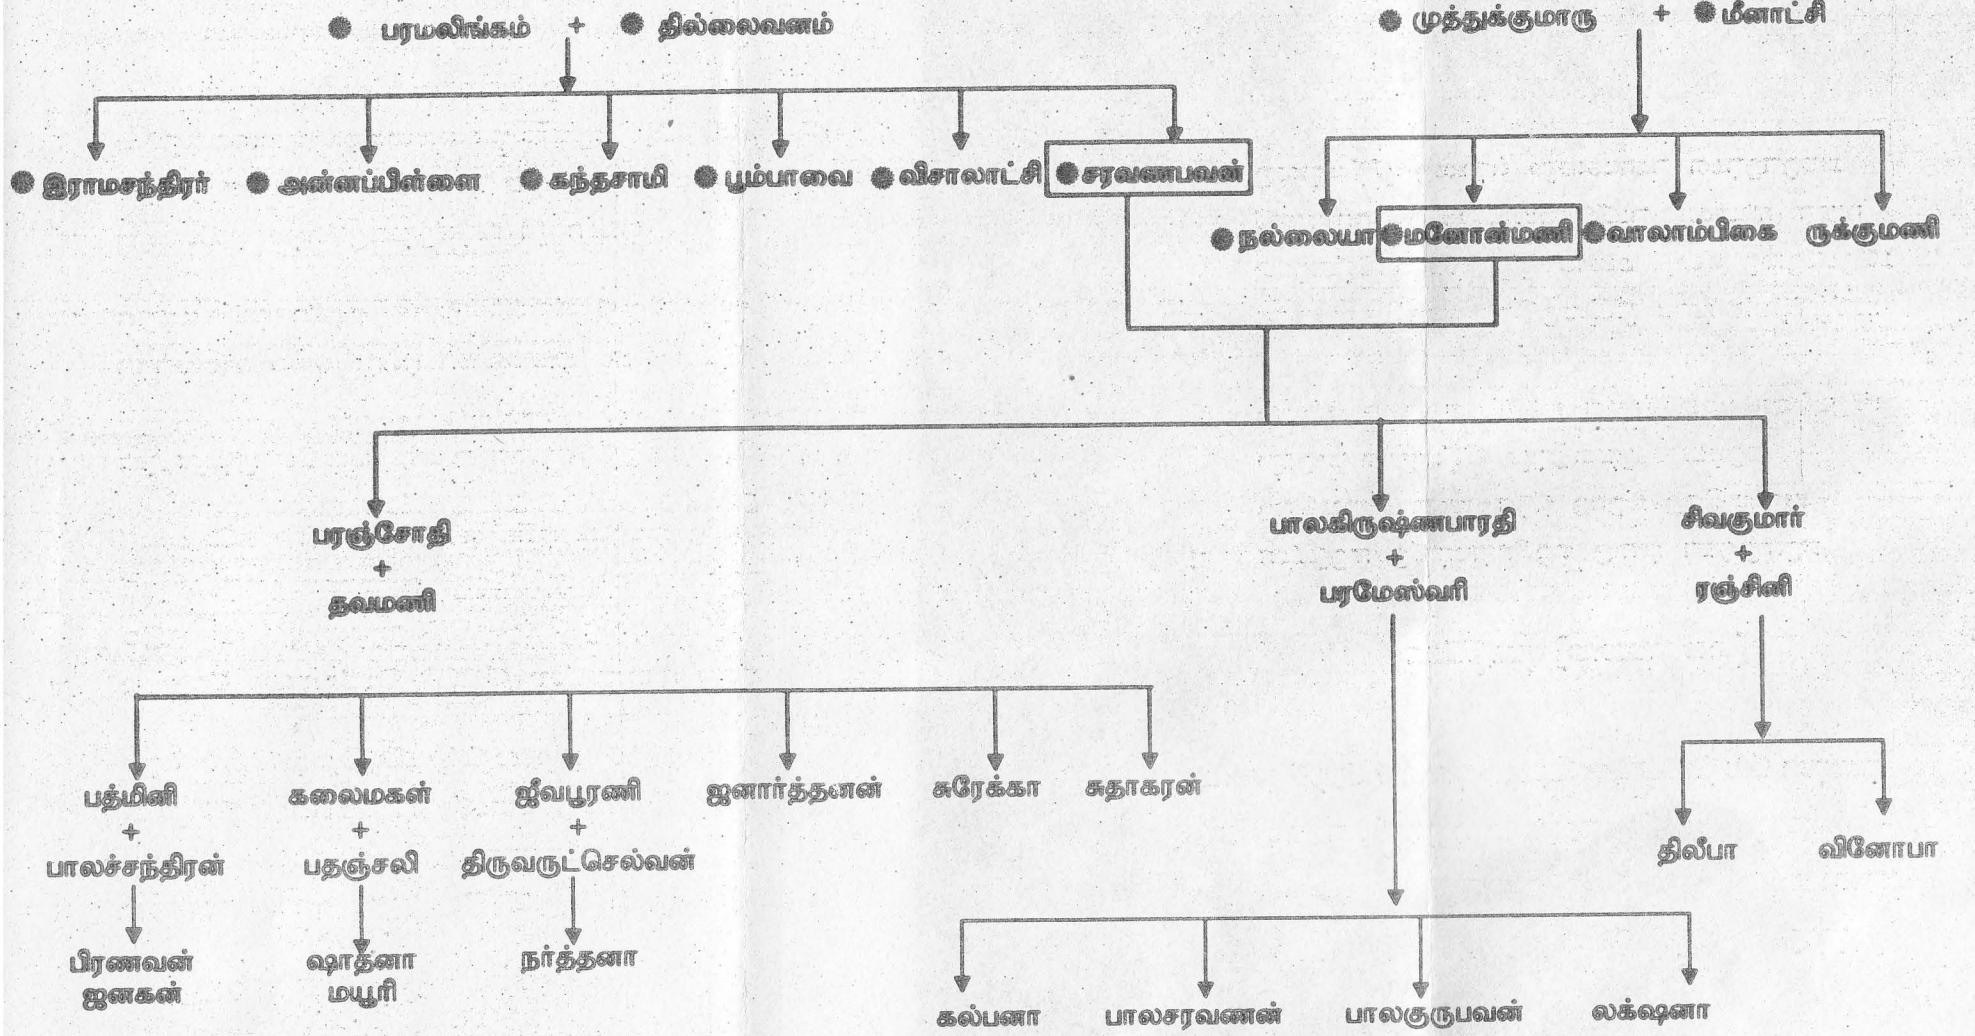 ● பரமலிங்கம் + ● தில்லைவனம்
● முத்துக்குமாரு + ● மீனாட்சி
● இராமசந்திரர் ● அன்னப்பிள்ளை ● கந்தசாமி ● பூம்பாவை ● விசாலாட்சி ● சரவணபவன்
● நல்லையா ● மனோன்மணி ● வாலாம்பிகை ருக்குமணி
பரஞ்சோதி
+
தவமணி
பாலகிருஷ்ணபாரதி
+
பரமேஸ்வரி
சிவகுமார்
+
ரஞ்சினி
பத்மினி
+
பாலச்சந்திரன்
கலைமகள்
+
பதஞ்சலி
ஜீவபூரணி
+
திருவருட்செல்வன்
ஜனார்த்தனன்
சுரேக்கா
சுதாகரன்
திலீபா
வினோபா
பிரணவன்
ஜனகன்
ஷாத்னா
மயூரி
நர்த்தனா
கல்பனா
பாலசரவணன்
பாலகுருபவன்
லக்ஷனா